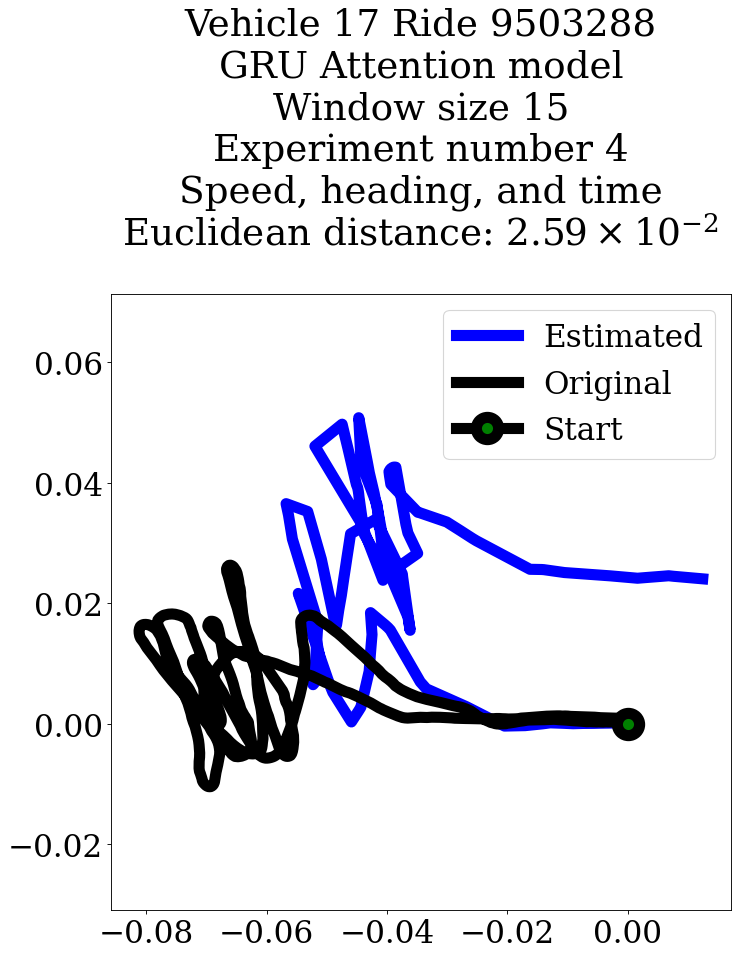 Vehicle 17 Ride 9503288
GRU Attention model
Window size 15
Experiment number 4
Speed, heading, and time
Euclidean distance: 2.59 × 10⁻²
Estimated
Original
Start
0.06
0.04
0.02
0.00
−0.02
−0.08
−0.06
−0.04
−0.02
0.00